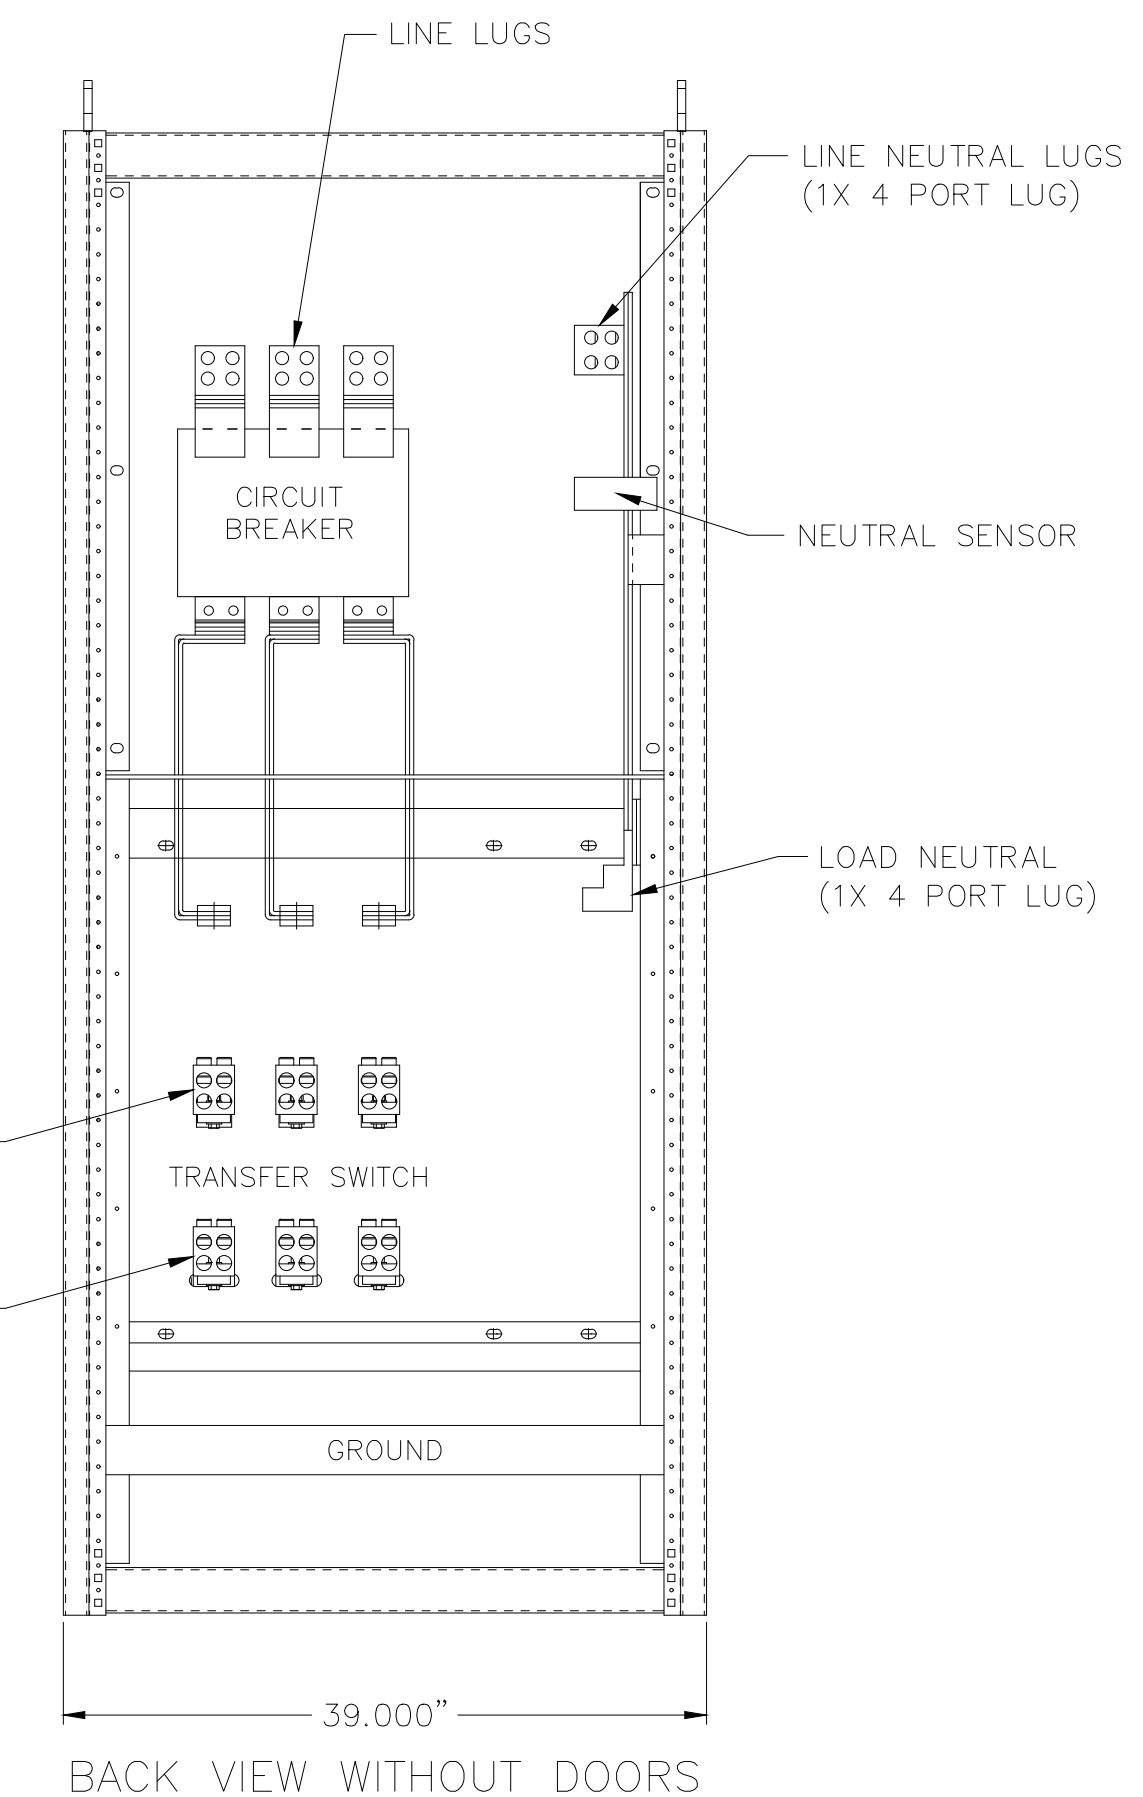 LINE LUGS
LINE NEUTRAL LUGS
(1X 4 PORT LUG)
CIRCUIT
BREAKER
NEUTRAL SENSOR
LOAD NEUTRAL
(1X 4 PORT LUG)
TRANSFER SWITCH
GROUND
39.000"
BACK VIEW WITHOUT DOORS